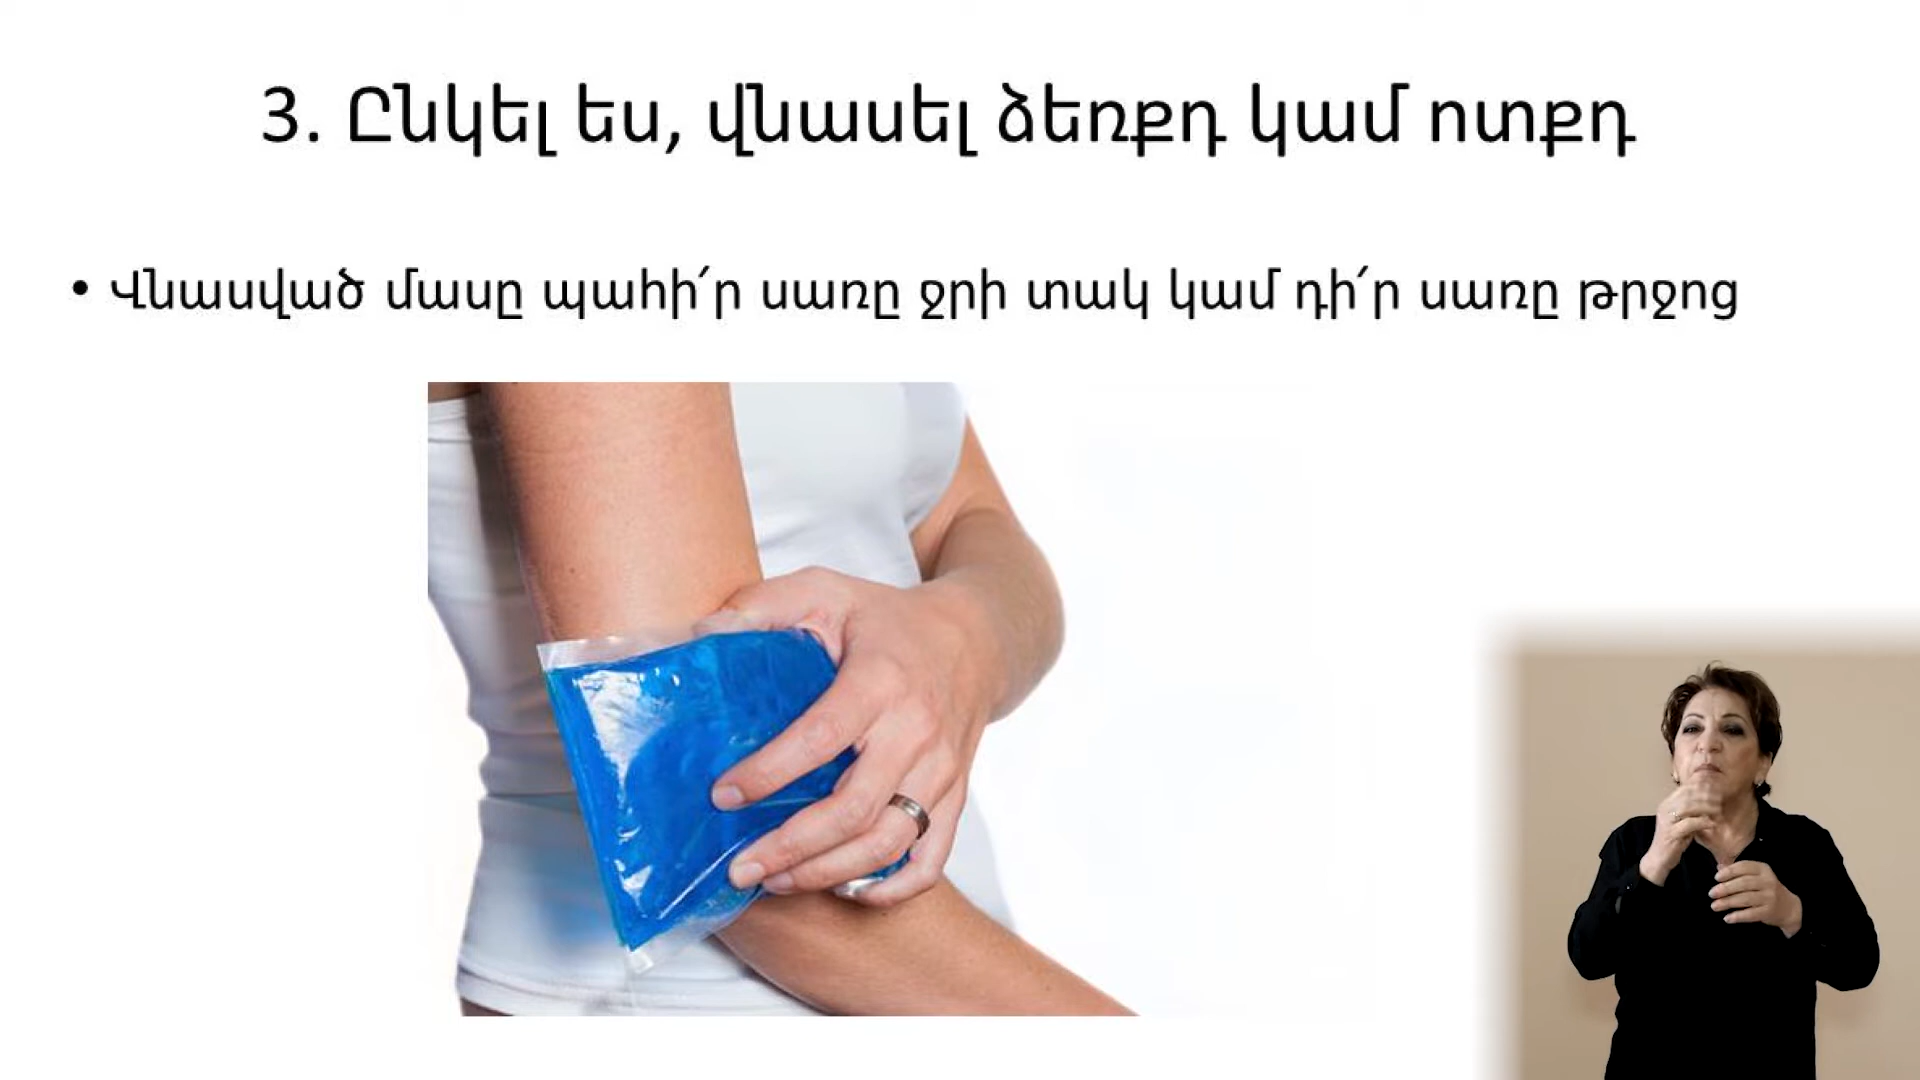 3. Ընկել ես, վնասել ձեռքդ կամ ոտքդ
• Վնասված մասը պահի՛ր սառը ջրի տակ կամ դի՛ր սառը թրջոց